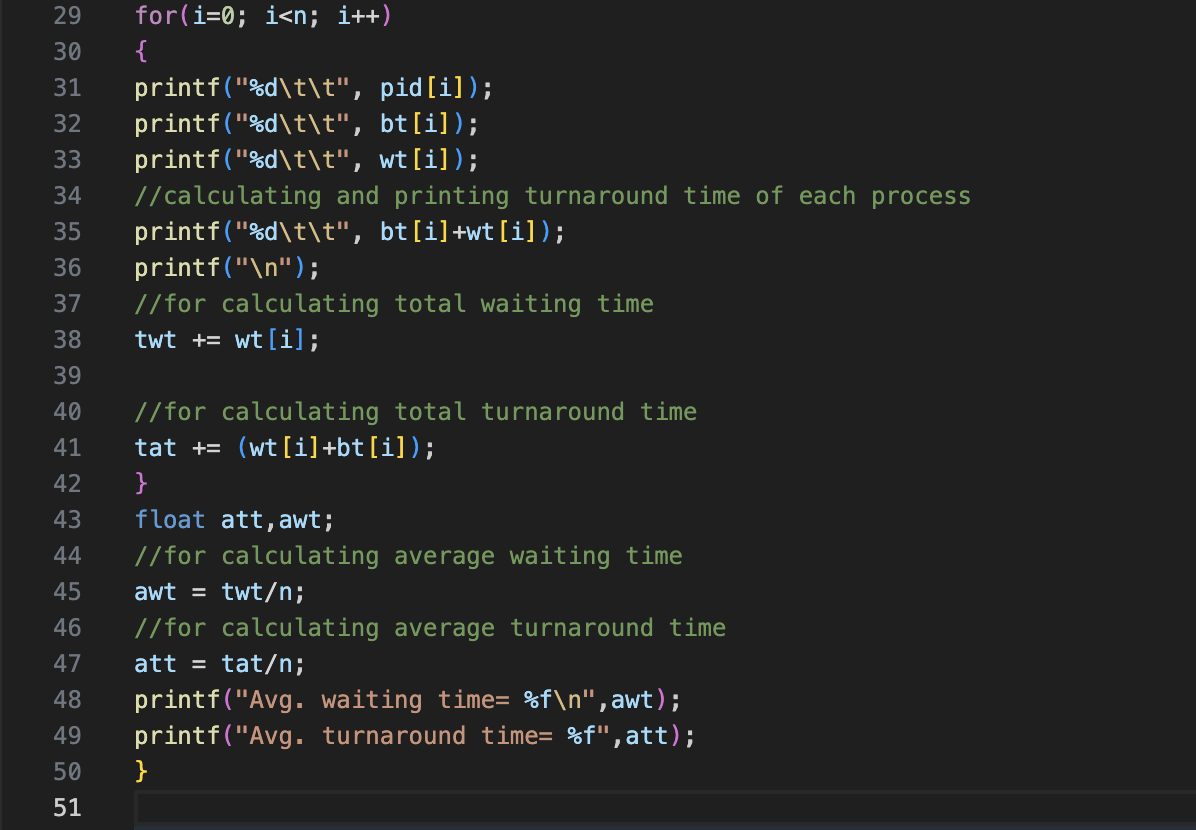 29 for(i=0; i<n; i++)
30 {
31 printf("%d\t\t", pid[i]);
32 printf("%d\t\t", bt[i]);
33 printf("%d\t\t", wt[i]);
34 //calculating and printing turnaround time of each process
35 printf("%d\t\t", bt[i]+wt[i]);
36 printf("\n");
37 //for calculating total waiting time
38 twt += wt[i];
39
40 //for calculating total turnaround time
41 tat += (wt[i]+bt[i]);
42 }
43 float att,awt;
44 //for calculating average waiting time
45 awt = twt/n;
46 //for calculating average turnaround time
47 att = tat/n;
48 printf("Avg. waiting time= %f\n",awt);
49 printf("Avg. turnaround time= %f",att);
50 }
51